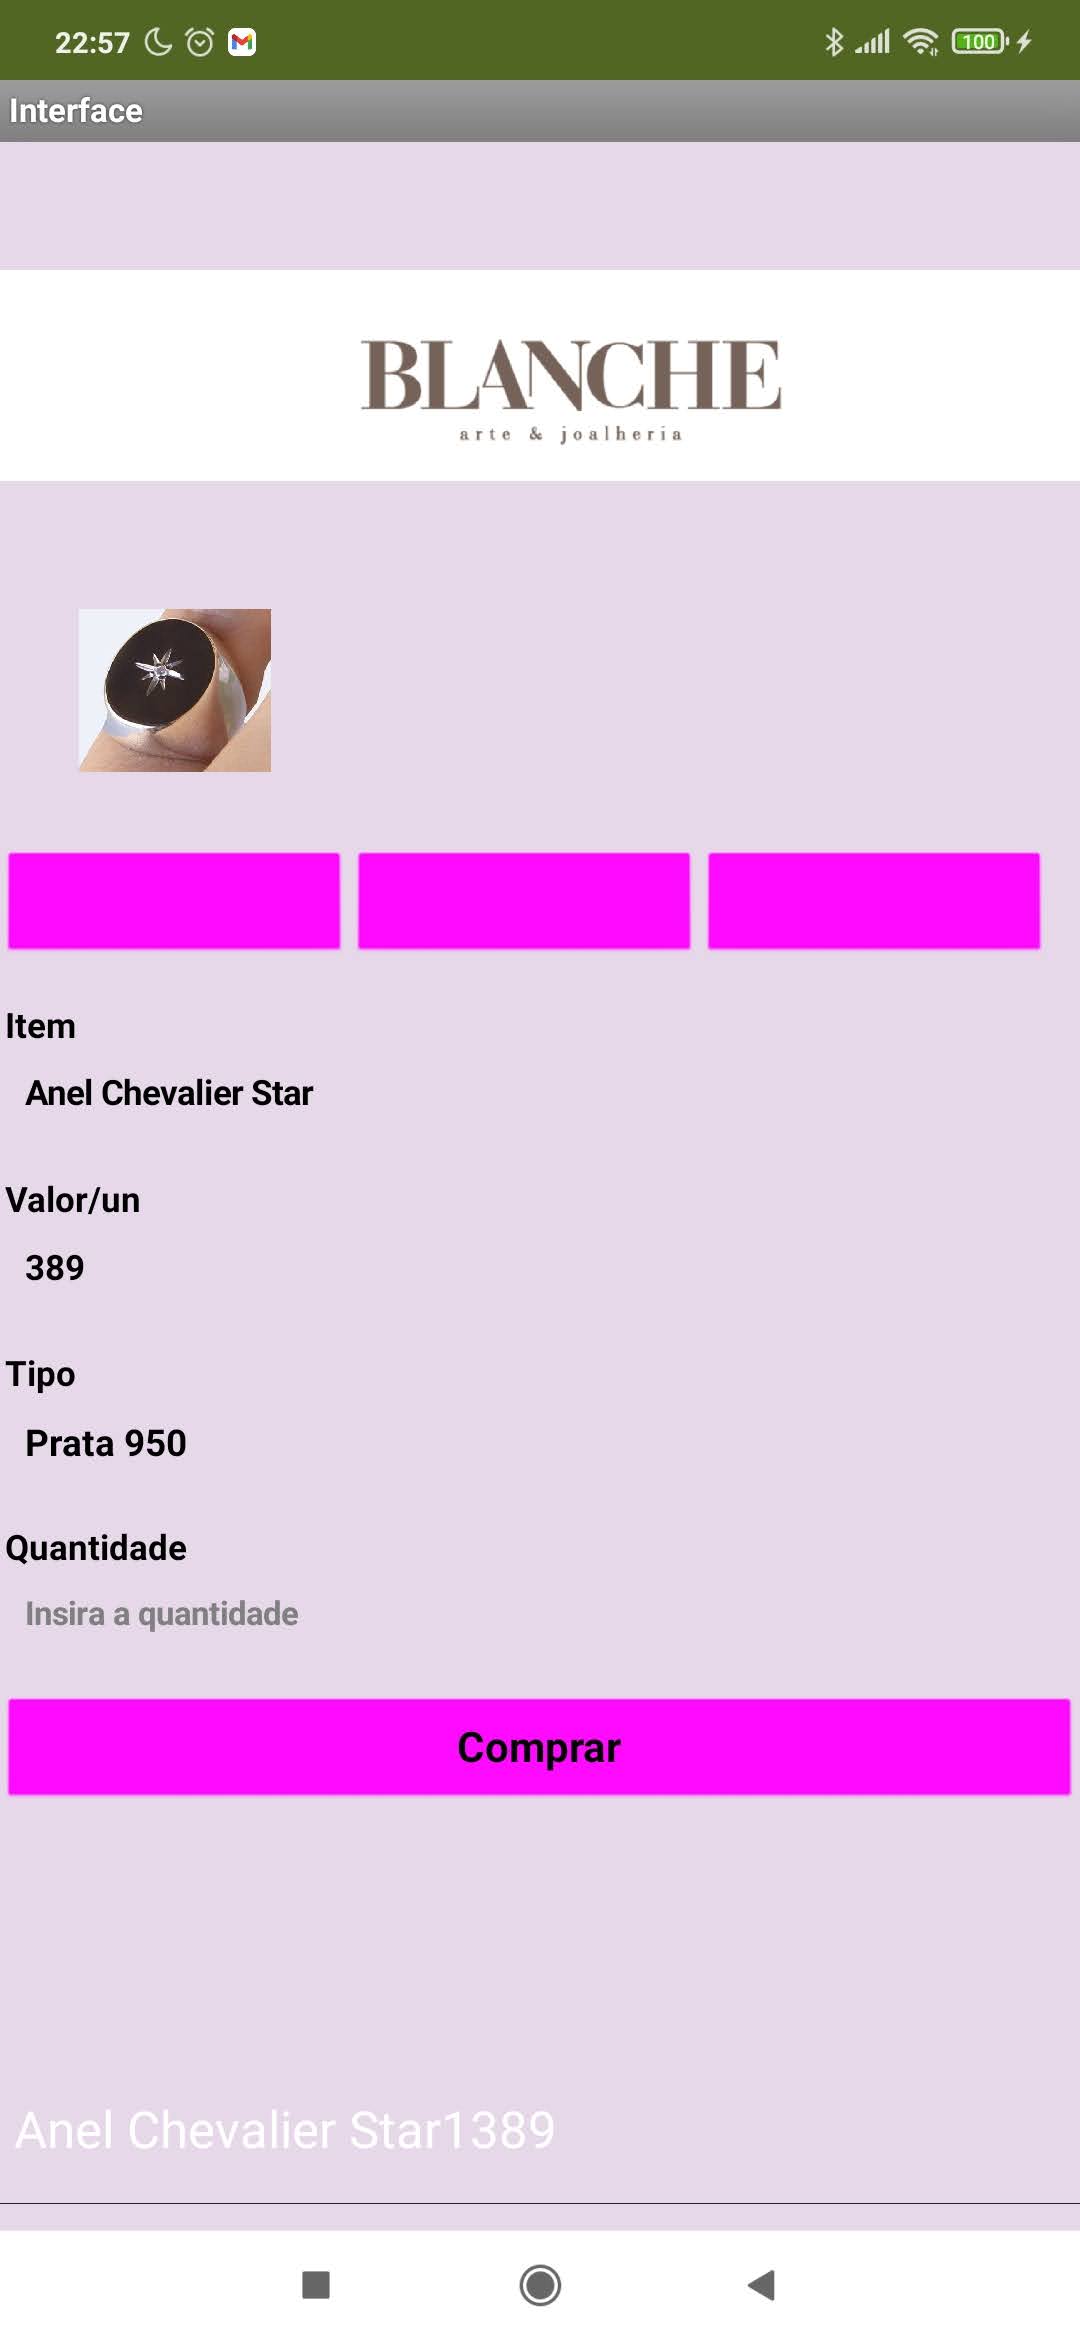 22:57
100
Interface
BLANCHE
arte & joalheria
Item
Anel Chevalier Star
Valor/un
389
Tipo
Prata 950
Quantidade
Insira a quantidade
Comprar
Anel Chevalier Star1389